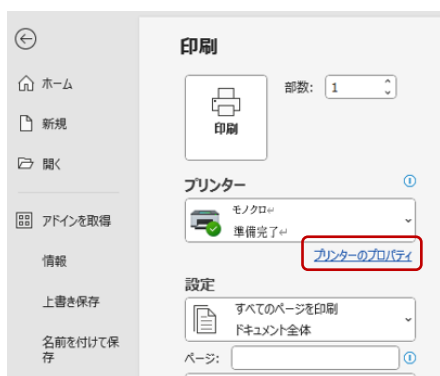 印刷
ホーム
新規
開く
アドインを取得
情報
上書き保存
名前を付けて保
存
印刷
部数: 1
プリンター
モノクロ↵
準備完了↵
プリンターのプロパティ
設定
すべてのページを印刷
ドキュメント全体
ページ: